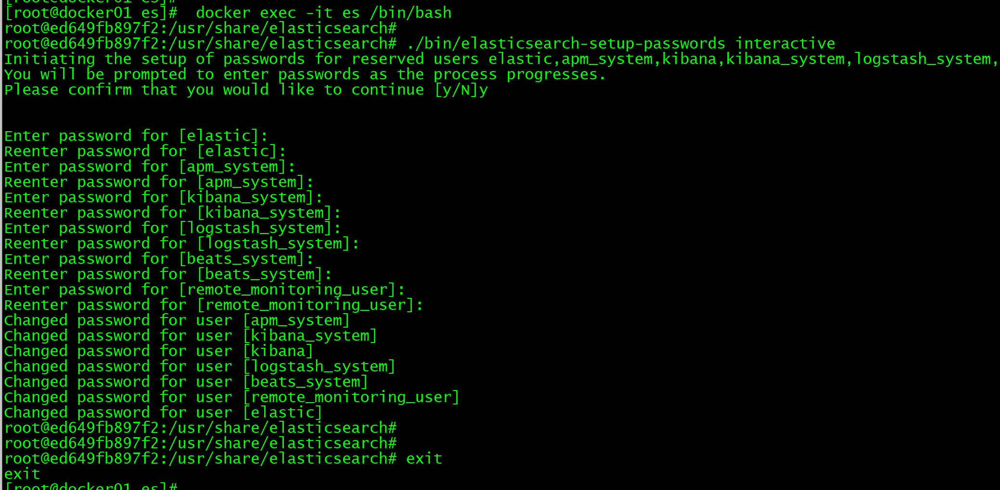 [root@docker01 es]#
[root@docker01 es]#  docker exec -it es /bin/bash
root@ed649fb897f2:/usr/share/elasticsearch#
root@ed649fb897f2:/usr/share/elasticsearch# ./bin/elasticsearch-setup-passwords interactive
Initiating the setup of passwords for reserved users elastic,apm_system,kibana,kibana_system,logstash_system,
You will be prompted to enter passwords as the process progresses.
Please confirm that you would like to continue [y/N]y
Enter password for [elastic]:
Reenter password for [elastic]:
Enter password for [apm_system]:
Reenter password for [apm_system]:
Enter password for [kibana_system]:
Reenter password for [kibana_system]:
Enter password for [logstash_system]:
Reenter password for [logstash_system]:
Enter password for [beats_system]:
Reenter password for [beats_system]:
Enter password for [remote_monitoring_user]:
Reenter password for [remote_monitoring_user]:
Changed password for user [apm_system]
Changed password for user [kibana_system]
Changed password for user [kibana]
Changed password for user [logstash_system]
Changed password for user [beats_system]
Changed password for user [remote_monitoring_user]
Changed password for user [elastic]
root@ed649fb897f2:/usr/share/elasticsearch#
root@ed649fb897f2:/usr/share/elasticsearch#
root@ed649fb897f2:/usr/share/elasticsearch# exit
exit
[root@docker01 es]#